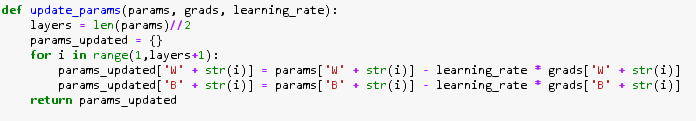 def update_params(params, grads, learning_rate):
    layers = len(params)//2
    params_updated = {}
    for i in range(1,layers+1):
        params_updated['W' + str(i)] = params['W' + str(i)] - learning_rate * grads['W' + str(i)]
        params_updated['B' + str(i)] = params['B' + str(i)] - learning_rate * grads['B' + str(i)]
    return params_updated